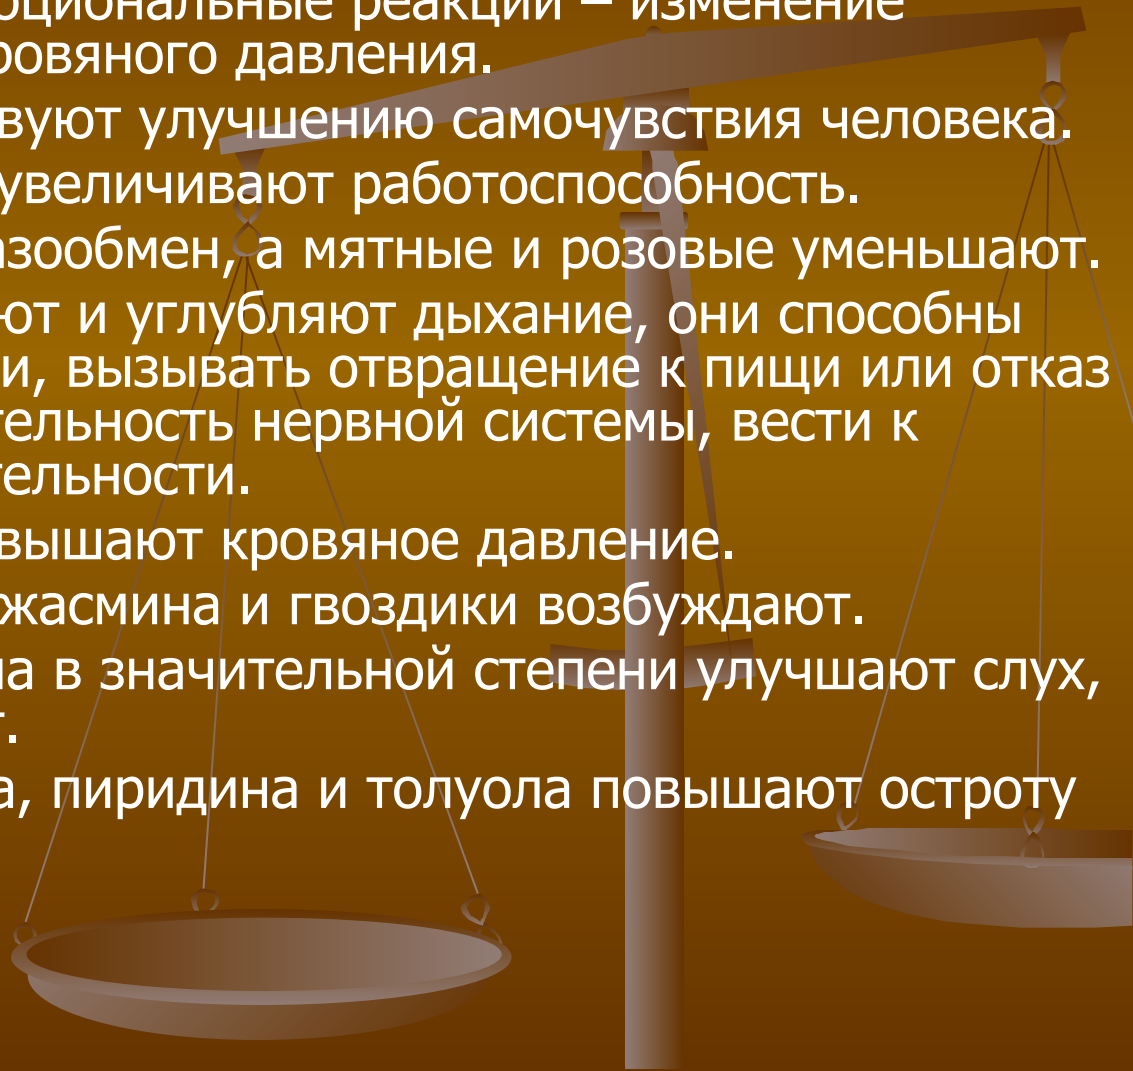 оциональные реакции – изменение
ровяного давления.
вуют улучшению самочувствия человека.
увеличивают работоспособность.
азообмен, а мятные и розовые уменьшают.
ют и углубляют дыхание, они способны
и, вызывать отвращение к пищи или отказ
тельность нервной системы, вести к
тельности.
вышают кровяное давление.
жасмина и гвоздики возбуждают.
на в значительной степени улучшают слух,
т.
а, пиридина и толуола повышают остроту